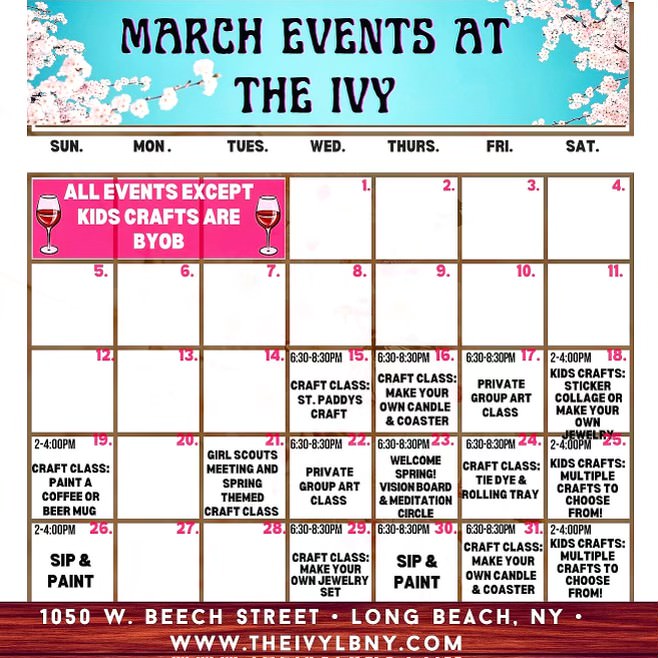 MARCH EVENTS AT
THE IVY
SUN. MON. TUES. WED. THURS. FRI. SAT.
ALL EVENTS EXCEPT
KIDS CRAFTS ARE
BYOB
1. 2. 3. 4.
5. 6. 7. 8. 9. 10. 11.
12. 13. 14.
6:30-8:30PM 15.
CRAFT CLASS:
ST. PADDYS
CRAFT
6:30-8:30PM 16.
CRAFT CLASS:
MAKE YOUR
OWN CANDLE
& COASTER
6:30-8:30PM 17.
PRIVATE
GROUP ART
CLASS
2-4:00PM 18.
KIDS CRAFTS:
STICKER
COLLAGE OR
MAKE YOUR
OWN
JEWELRY
2-4:00PM 19.
CRAFT CLASS:
PAINT A
COFFEE OR
BEER MUG
20.
21.
GIRL SCOUTS
MEETING AND
SPRING
THEMED
CRAFT CLASS
6:30-8:30PM 22.
PRIVATE
GROUP ART
CLASS
6:30-8:30PM 23.
WELCOME
SPRING!
VISION BOARD
& MEDITATION
CIRCLE
6:30-8:30PM 24.
CRAFT CLASS:
TIE DYE &
ROLLING TRAY
2-4:00PM 25.
KIDS CRAFTS:
MULTIPLE
CRAFTS TO
CHOOSE
FROM!
2-4:00PM 26.
SIP &
PAINT
27.
28.
6:30-8:30PM 29.
CRAFT CLASS:
MAKE YOUR
OWN JEWELRY
SET
6:30-8:30PM 30.
SIP &
PAINT
6:30-8:30PM 31.
CRAFT CLASS:
MAKE YOUR
OWN CANDLE
& COASTER
2-4:00PM
KIDS CRAFTS:
MULTIPLE
CRAFTS TO
CHOOSE
FROM!
1050 W. BEECH STREET • LONG BEACH, NY •
WWW.THEIVYLBNY.COM